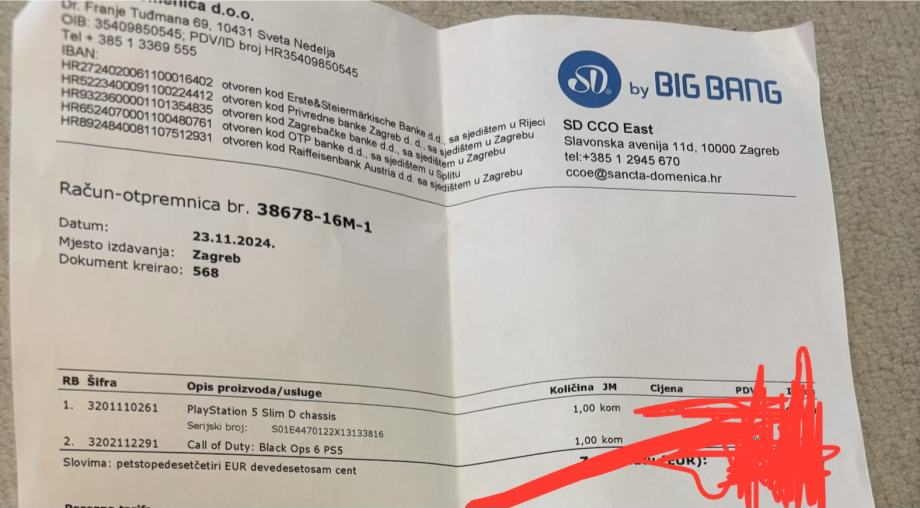 d.o.o.
Dr. Franje Tuđmana 69, 10431 Sveta Nedelja
OIB: 35409850545; PDV/ID broj HR35409850545
Tel + 385 1 3369 555
IBAN:
HR2724020061100016402 otvoren kod Erste&Steiermärkische Banke d.d., sa sjedištem u Rijeci
HR5223400091100224412 otvoren kod Privredne banke Zagreb d. d., sa sjedištem u Zagrebu
HR9323600001101354835 otvoren kod Zagrebačke banke d.d., sa sjedištem u Zagrebu
HR6524070001100480761 otvoren kod OTP banke d.d., sa sjedištem u Splitu
HR8924840081107512931 otvoren kod Raiffeisenbank Austria d.d. sa sjedištem u Zagrebu
SD by BIG BANG
SD CCO East
Slavonska avenija 11d, 10000 Zagreb
tel:+385 1 2945 670
ccoe@sancta-domenica.hr
Račun-otpremnica br. 38678-16M-1
Datum: 23.11.2024.
Mjesto izdavanja: Zagreb
Dokument kreirao: 568
RB Šifra Opis proizvoda/usluge Količina JM Cijena PDV
1. 3201110261 PlayStation 5 Slim D chassis 1,00 kom
Serijski broj: S01E4470122X13133816
2. 3202112291 Call of Duty: Black Ops 6 PS5 1,00 kom
(EUR):
Slovima: petstopedesetčetiri EUR devedesetosam cent